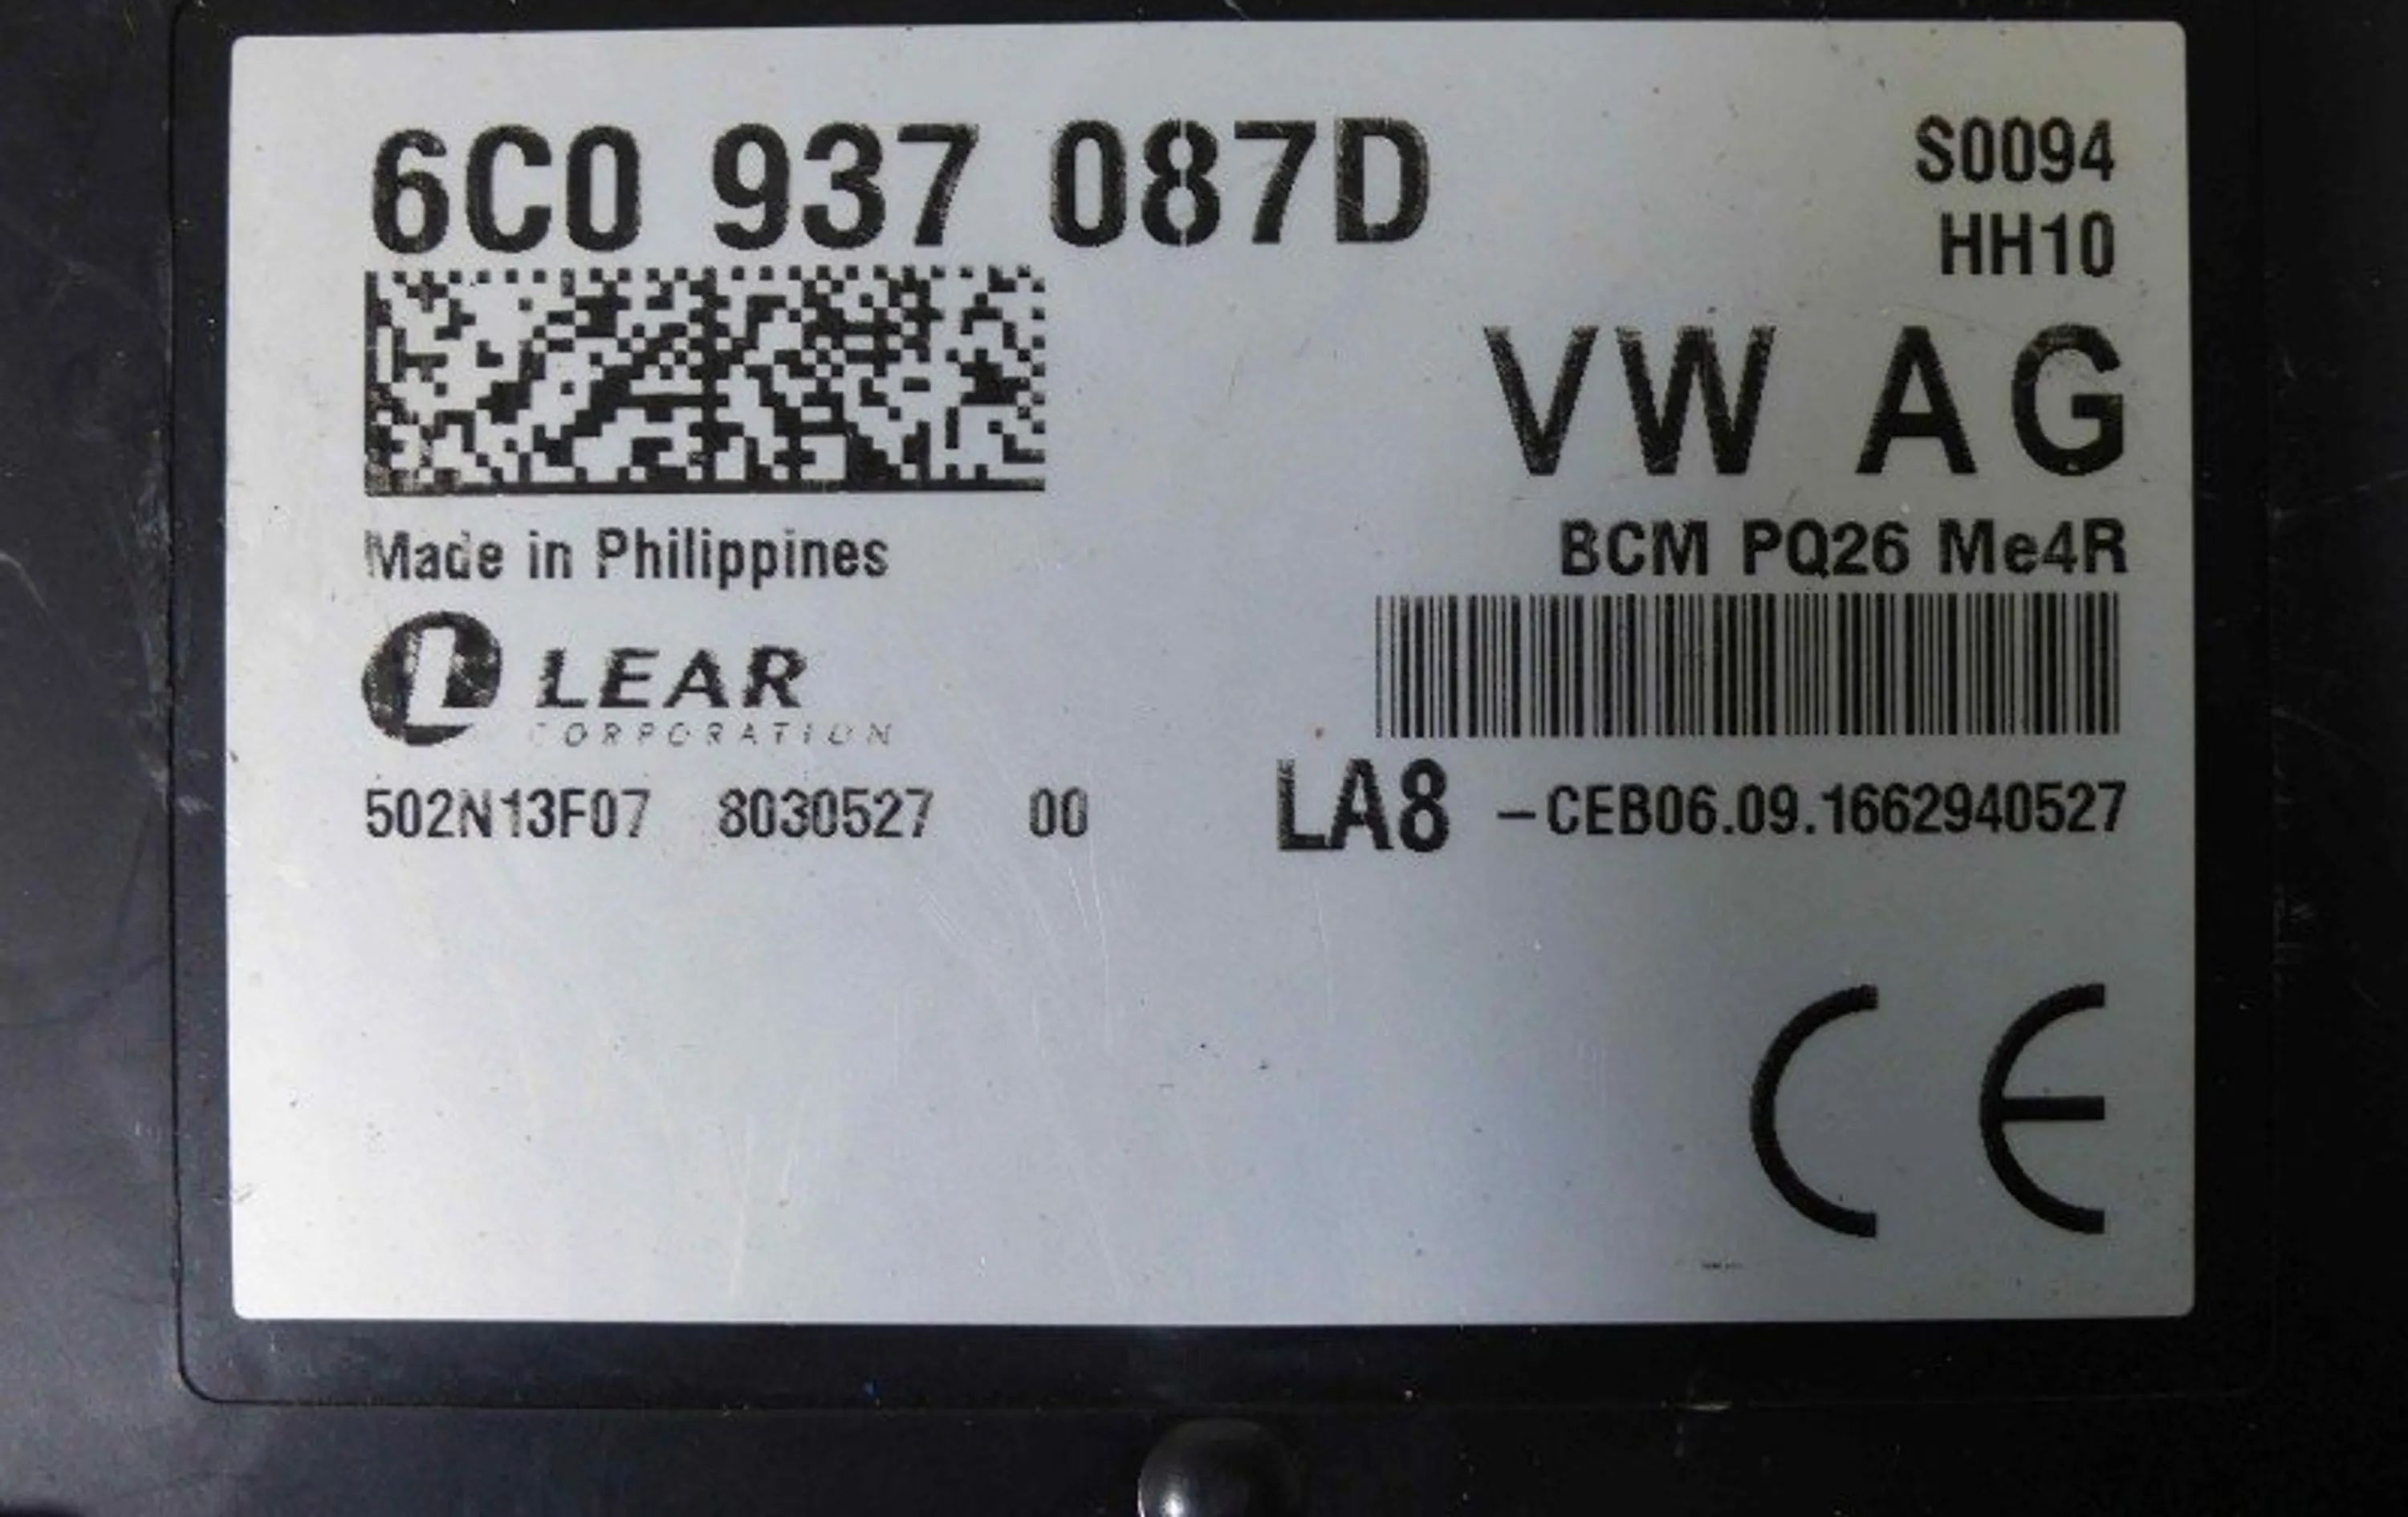 6C0 937 087D
S0094
HH10
VW AG
BCM PQ26 Me4R
Made in Philippines
LEAR
CORPORATION
502N13F07 8030527 00
LA8 -CEB06.09.1662940527
CE